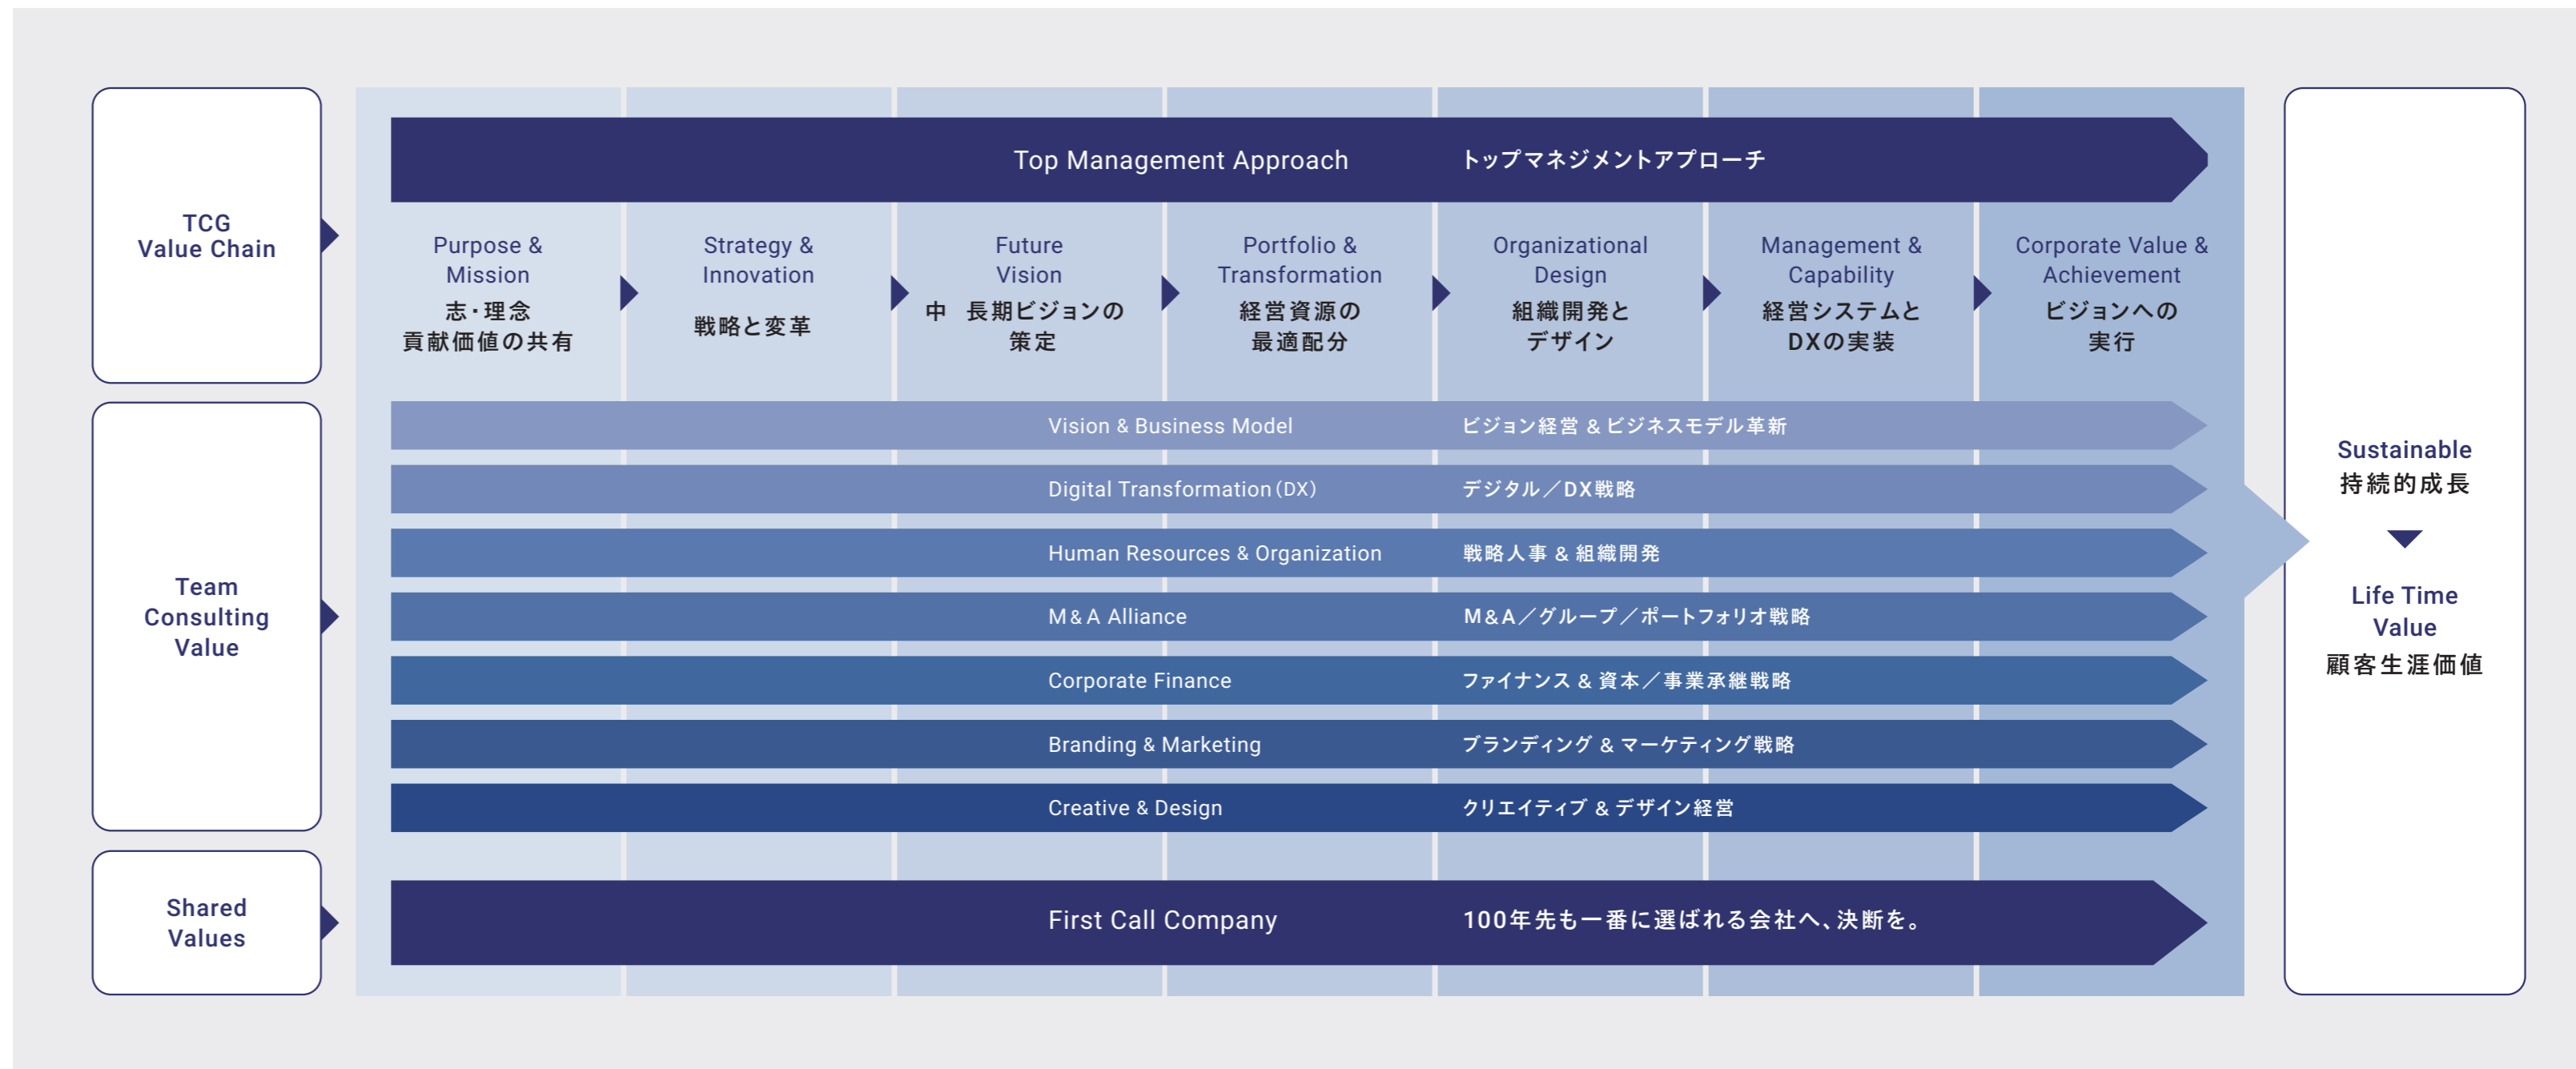 TCG
Value Chain
Top Management Approach トップマネジメントアプローチ
Purpose &
Mission
志・理念
貢献価値の共有
Strategy &
Innovation
戦略と変革
Future
Vision
中 長期ビジョンの
策定
Portfolio &
Transformation
経営資源の
最適配分
Organizational
Design
組織開発と
デザイン
Management &
Capability
経営システムと
DXの実装
Corporate Value &
Achievement
ビジョンへの
実行
Team
Consulting
Value
Vision & Business Model ビジョン経営 & ビジネスモデル革新
Digital Transformation(DX) デジタル／DX戦略
Human Resources & Organization 戦略人事 & 組織開発
M&A Alliance M&A／グループ／ポートフォリオ戦略
Corporate Finance ファイナンス & 資本／事業承継戦略
Branding & Marketing ブランディング & マーケティング戦略
Creative & Design クリエイティブ & デザイン経営
Shared
Values
First Call Company 100年先も一番に選ばれる会社へ、決断を。
Sustainable
持続的成長
Life Time
Value
顧客生涯価値